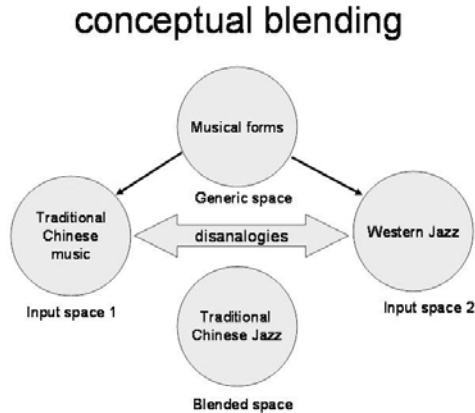 conceptual blending
Musical forms
Generic space
Traditional
Chinese
music
disanalogies
Western Jazz
Input space 1
Input space 2
Traditional
Chinese Jazz
Blended space